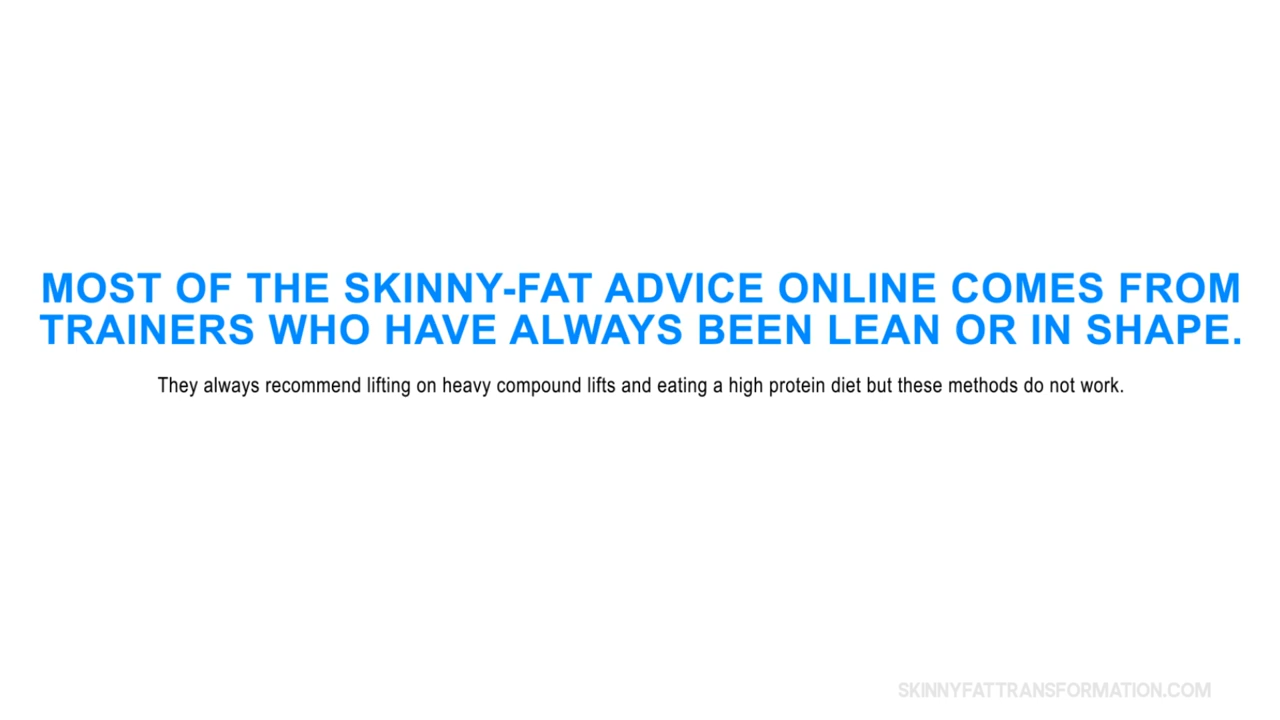 MOST OF THE SKINNY-FAT ADVICE ONLINE COMES FROM
TRAINERS WHO HAVE ALWAYS BEEN LEAN OR IN SHAPE.
They always recommend lifting on heavy compound lifts and eating a high protein diet but these methods do not work.
SKINNYFATTRANSFORMATION.COM